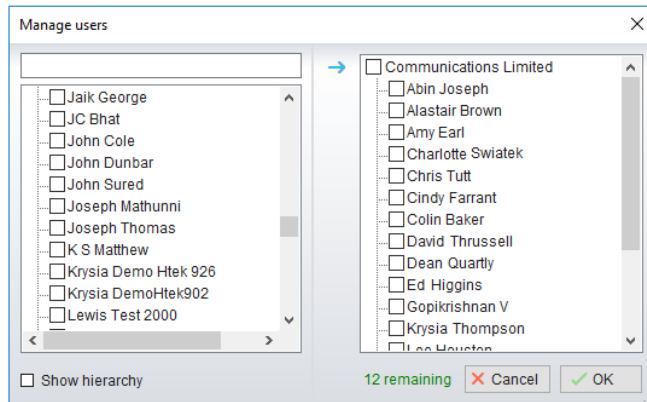 Manage users
Jaik George
JC Bhat
John Cole
John Dunbar
John Sured
Joseph Mathunni
Joseph Thomas
K S Matthew
Krysia Demo Htek 926
Krysia DemoHtek902
Lewis Test 2000
Show hierarchy
Communications Limited
Abin Joseph
Alastair Brown
Amy Earl
Charlotte Swiatek
Chris Tutt
Cindy Farrant
Colin Baker
David Thrussell
Dean Quartly
Ed Higgins
Gopikrishnan V
Krysia Thompson
Lee Houston
12 remaining
Cancel
OK